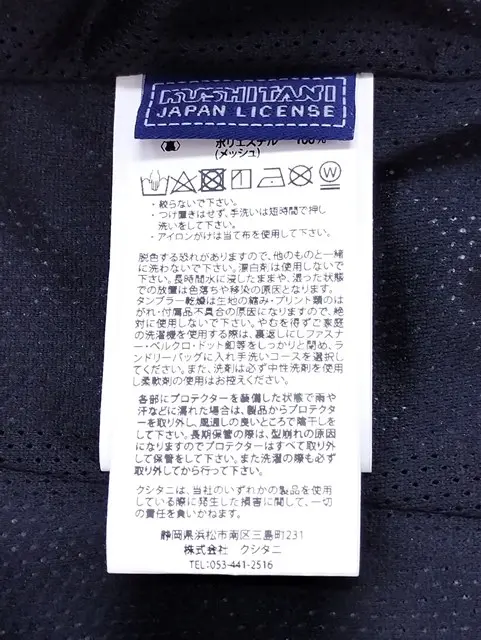 KUSHITANI
JAPAN LICENSE
ポリエステル 100%
(メッシュ)
・絞らないで下さい。
・つけ置きはせず、手洗いは短時間で押し
洗いをして下さい。
・アイロンがけは当て布を使用して下さい。
脱色する恐れがありますので、他のものと一緒
に洗わないで下さい。漂白剤は使用しないで
下さい。長時間水に浸したままや、湿った状態
での放置は色落ちや移染の原因となります。
タンブラー乾燥は生地の縮み・プリント類のは
がれ・付属品不具合の原因になりますので、絶
対に使用しないで下さい。やむを得ずご家庭
の洗濯機を使用する際は、裏返しにしファスナ
ー・ベルクロ・ドット釦等をしっかりと閉め、ラ
ンドリーバッグに入れ手洗いコースを選択し
てください。また、洗剤は必ず中性洗剤を使用
し柔軟剤の使用はお控えください。
各部にプロテクターを装備した状態で雨や
汗などに濡れた場合は、製品からプロテクタ
ーを取り外し、風通しの良いところで陰干しを
して下さい。長期保管の際は、型崩れの原因
になりますのでプロテクターはすべて取り外
して保管をして下さい。また洗濯の際も必ず
取り外してから行って下さい。
クシタニは、当社のいずれかの製品を使用
している際に発生した損害に関して、一切
の責任を負いかねます。
静岡県浜松市南区三島町231
株式会社 クシタニ
TEL:053-441-2516